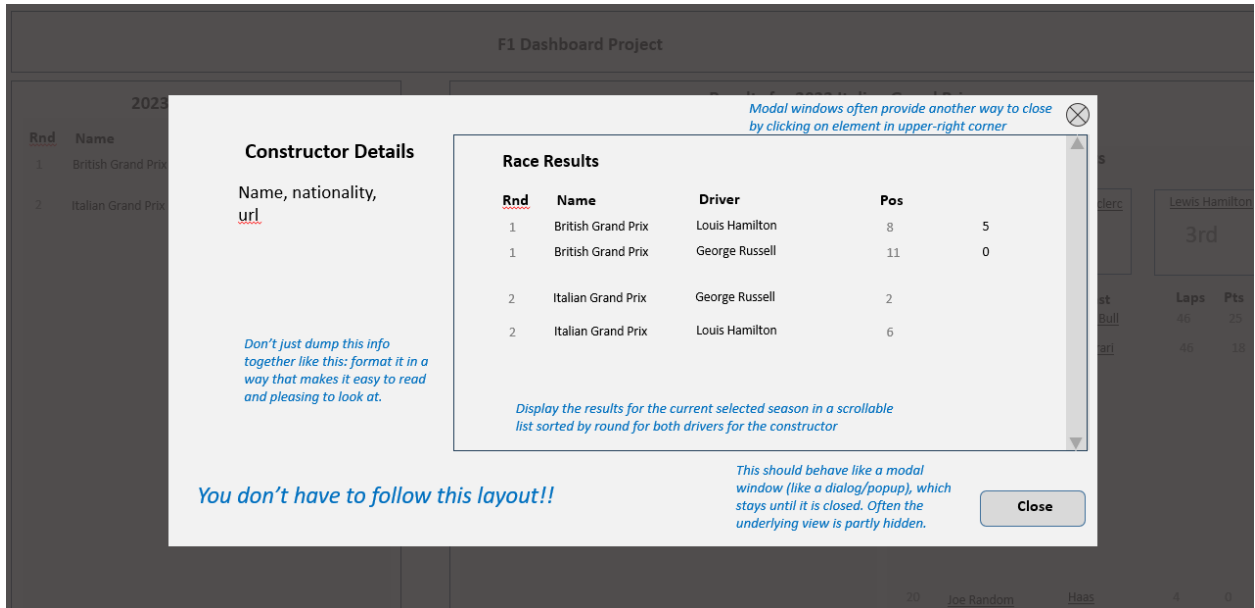 F1 Dashboard Project
2023
Rnd Name
1 British Grand Prix
2 Italian Grand Prix
Modal windows often provide another way to close
by clicking on element in upper-right corner
Constructor Details
Name, nationality,
url
Don't just dump this info
together like this: format it in a
way that makes it easy to read
and pleasing to look at.
Race Results
Rnd Name Driver Pos
1 British Grand Prix Louis Hamilton 8 5
1 British Grand Prix George Russell 11 0
2 Italian Grand Prix George Russell 2
2 Italian Grand Prix Louis Hamilton 6
Display the results for the current selected season in a scrollable
list sorted by round for both drivers for the constructor
You don't have to follow this layout!!
This should behave like a modal
window (like a dialog/popup), which
stays until it is closed. Often the
underlying view is partly hidden.
Close
Lewis Hamilton
3rd
Laps Pts
Bull 46 25
46 18
20 Joe Random Haas 4 0